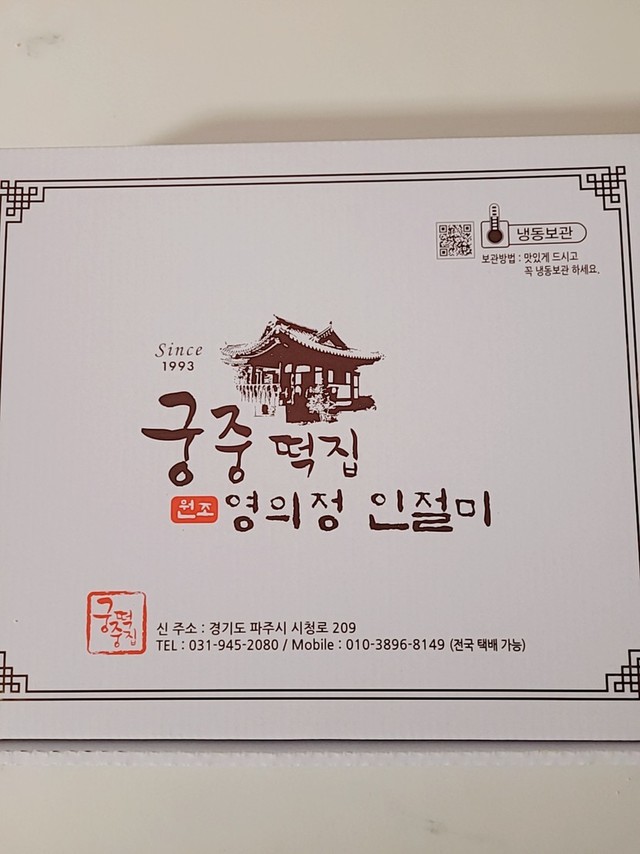 냉동보관
보관방법 : 맛있게 드시고
꼭 냉동보관 하세요.
Since
1993
궁중 떡집
원조 영의정 인절미
궁떡
중집
신 주소 : 경기도 파주시 시청로 209
TEL : 031-945-2080 / Mobile : 010-3896-8149 (전국 택배 가능)